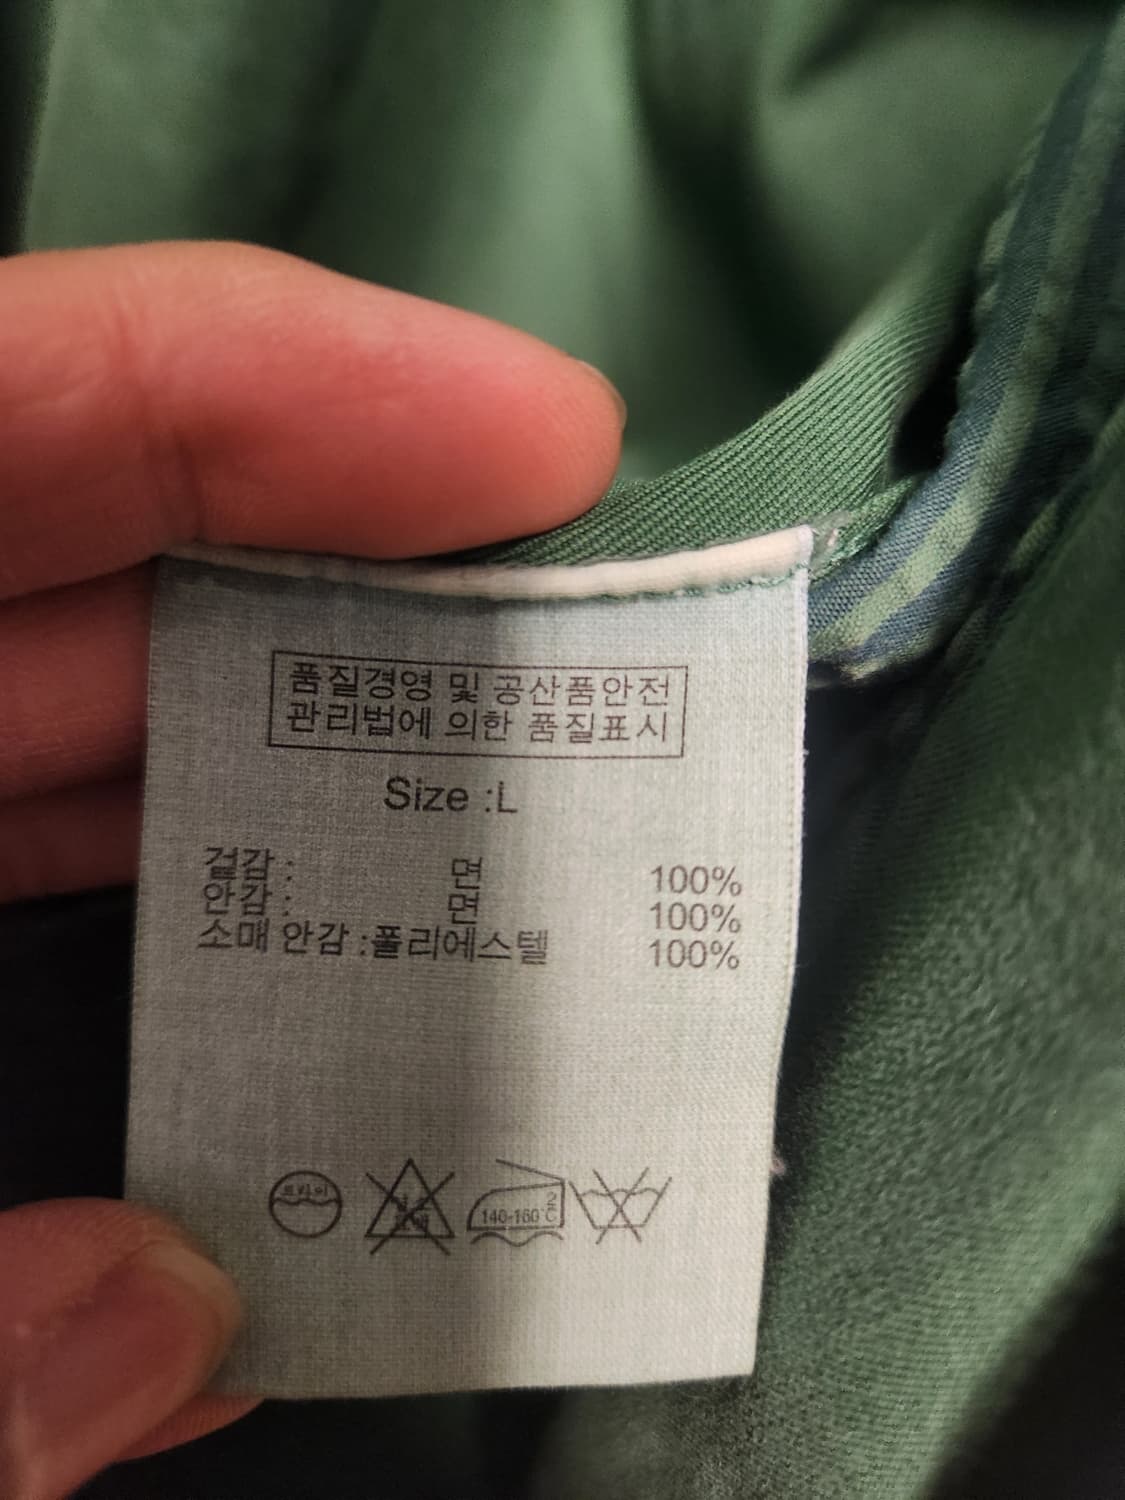 품질경영 및 공산품안전
관리법에 의한 품질표시
Size :L
겉감 : 면 100%
안감 : 면 100%
소매 안감 :폴리에스텔 100%
드라이
140-160˚C
2